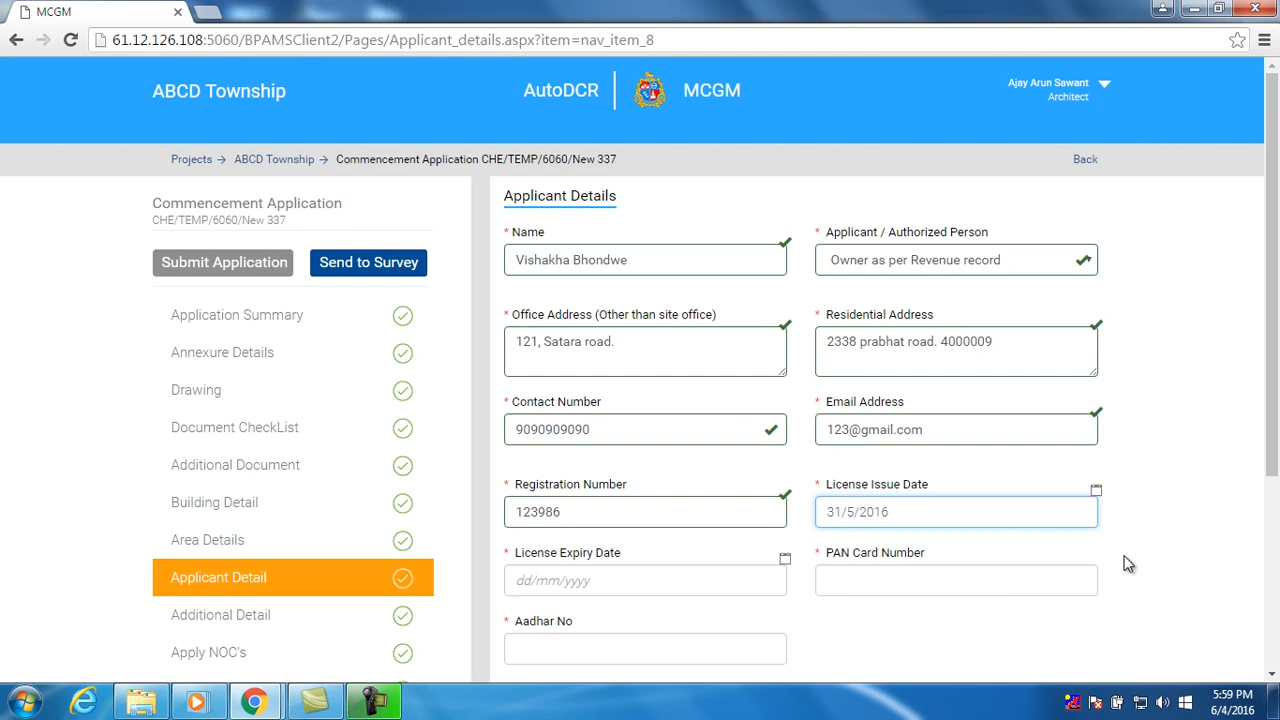 MCGM
61.12.126.108:5060/BPAMSClient2/Pages/Applicant_details.aspx?item=nav_item_8
ABCD Township
AutoDCR
MCGM
Ajay Arun Sawant
Architect
Projects → ABCD Township → Commencement Application CHE/TEMP/6060/New 337
Back
Commencement Application
CHE/TEMP/6060/New 337
Submit Application
Send to Survey
Application Summary
Annexure Details
Drawing
Document CheckList
Additional Document
Building Detail
Area Details
Applicant Detail
Additional Detail
Apply NOC's
Applicant Details
* Name
Vishakha Bhondwe
* Applicant / Authorized Person
Owner as per Revenue record
* Office Address (Other than site office)
121, Satara road.
* Residential Address
2338 prabhat road. 4000009
* Contact Number
9090909090
* Email Address
123@gmail.com
* Registration Number
123986
* License Issue Date
31/5/2016
* License Expiry Date
dd/mm/yyyy
* PAN Card Number
* Aadhar No
5:59 PM
6/4/2016